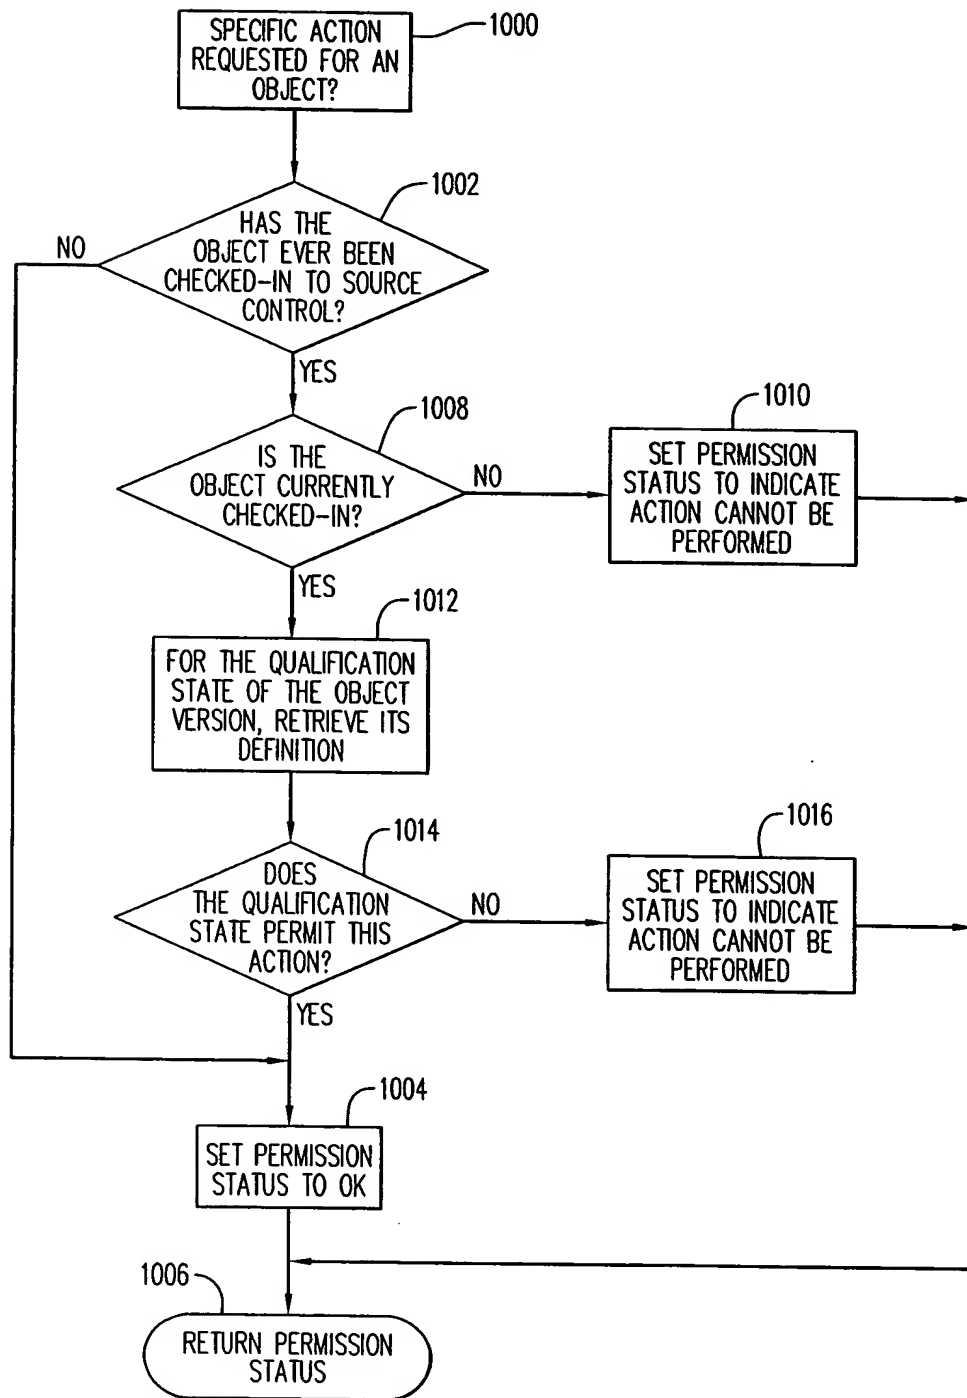 SPECIFIC ACTION
REQUESTED FOR AN
OBJECT?
1000
HAS THE
OBJECT EVER BEEN
CHECKED-IN TO SOURCE
CONTROL?
1002
NO
YES
IS THE
OBJECT CURRENTLY
CHECKED-IN?
1008
NO
SET PERMISSION
STATUS TO INDICATE
ACTION CANNOT BE
PERFORMED
1010
YES
FOR THE QUALIFICATION
STATE OF THE OBJECT
VERSION, RETRIEVE ITS
DEFINITION
1012
DOES
THE QUALIFICATION
STATE PERMIT THIS
ACTION?
1014
NO
SET PERMISSION
STATUS TO INDICATE
ACTION CANNOT BE
PERFORMED
1016
YES
SET PERMISSION
STATUS TO OK
1004
1006
RETURN PERMISSION
STATUS